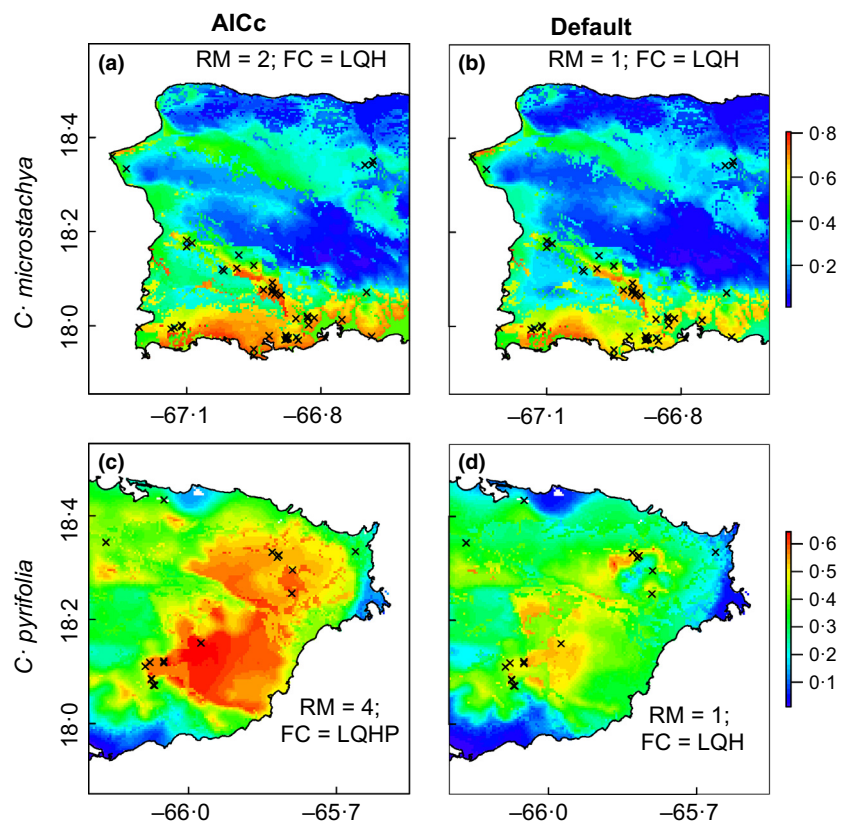 AICc
Default
(a)
RM = 2; FC = LQH
(b)
RM = 1; FC = LQH
18·4
18·2
18·0
C· microstachya
0·8
0·6
0·4
0·2
–67·1
–66·8
–67·1
–66·8
(c)
(d)
18·4
18·2
18·0
C· pyrifolia
RM = 4;
FC = LQHP
RM = 1;
FC = LQH
0·6
0·5
0·4
0·3
0·2
0·1
–66·0
–65·7
–66·0
–65·7